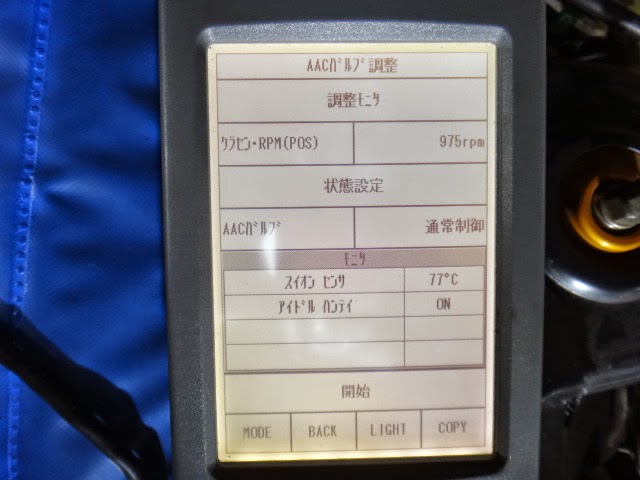 AACﾊﾞﾙﾌﾞ調整
調整ﾓﾆﾀ
ｸﾗｾﾝ・RPM(POS) 975rpm
状態設定
AACﾊﾞﾙﾌﾞ 通常制御
ﾓﾆﾀ
ｽｲｵﾝ ｾﾝｻ 77°C
ｱｲﾄﾞﾙ ﾊﾝﾃｲ ON
開始
MODE BACK LIGHT COPY